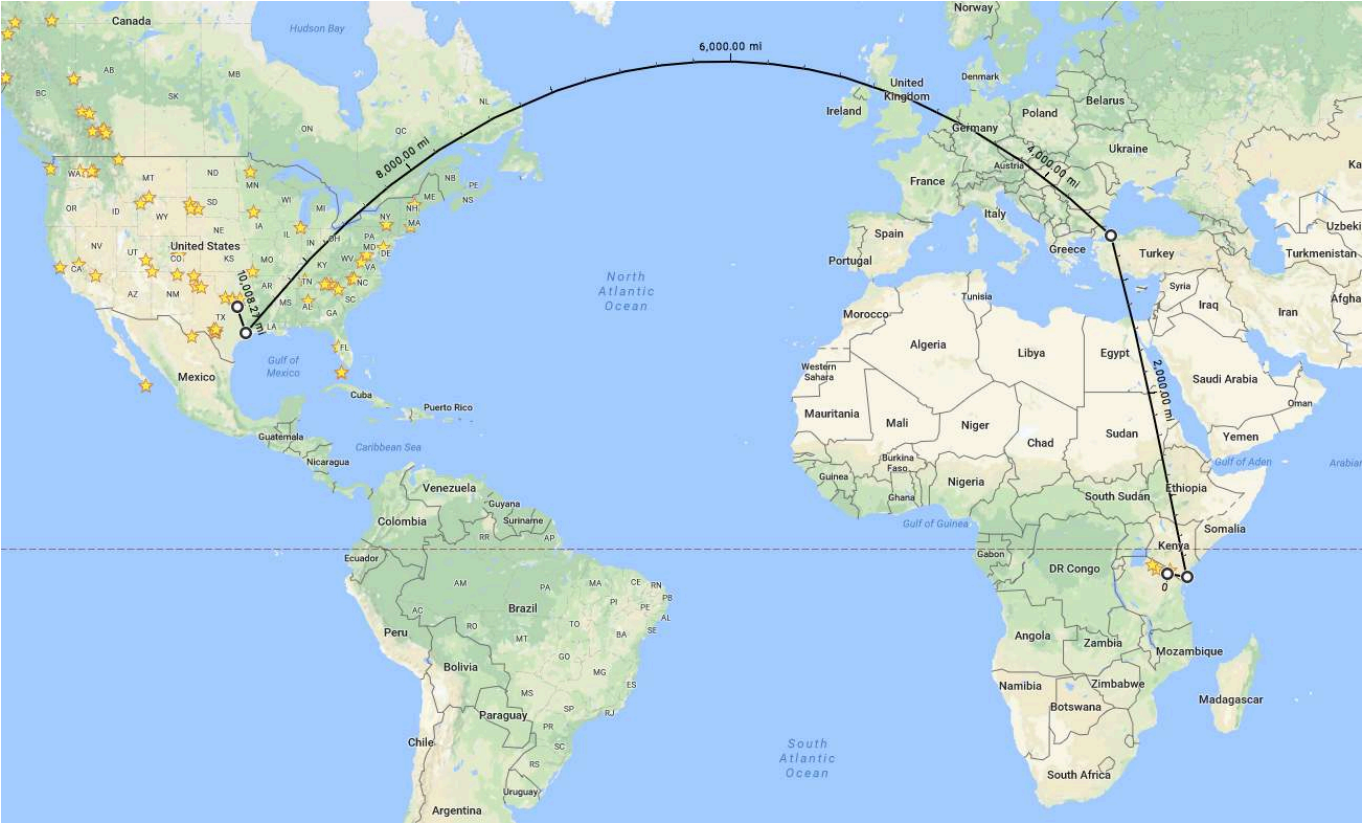 Canada
Hudson Bay
Norway
6,000.00 mi
AB
MB
BC
SK
NL
ON
QC
8,000.00 mi
United
Kingdom
Denmark
Ireland
Poland
Belarus
Germany
Ukraine
4,000.00 mi
Austria
France
Ka
WA
MT
ND
MN
NB
PE
ME
NS
OR
ID
WY
SD
WI
MI
NY
NH
MA
IA
NE
IL
IN
OH
PA
MD
DE
NV
UT
United States
CO
KS
MO
KY
WV
VA
CA
AZ
NM
AR
TN
NC
MS
AL
SC
GA
TX
LA
FL
10,008.27 mi
Italy
Spain
Portugal
Greece
Turkey
Uzbeki
Turkmenistan
Syria
Iraq
Iran
Afgha
Tunisia
Morocco
Algeria
Libya
Egypt
North
Atlantic
Ocean
Gulf of
Mexico
Mexico
Cuba
Puerto Rico
Western
Sahara
Saudi Arabia
Oman
2,000.00 mi
Mauritania
Mali
Niger
Chad
Sudan
Yemen
Guatemala
Caribbean Sea
Nicaragua
Burkina
Faso
Gulf of Aden
Arabian
Guinea
Ghana
Nigeria
South Sudan
Ethiopia
Venezuela
Guyana
Suriname
Colombia
Gulf of Guinea
Somalia
RR
AP
Ecuador
Gabon
DR Congo
Kenya
0
AM
PA
MA
CE
RN
PB
PI
PE
AL
AC
Brazil
TO
SE
RO
BA
MT
Peru
GO
Bolivia
MG
ES
MS
SP
RJ
Paraguay
PR
SC
Chile
RS
Uruguay
Argentina
Angola
Zambia
Mozambique
Namibia
Zimbabwe
Botswana
Madagascar
South
Atlantic
Ocean
South Africa